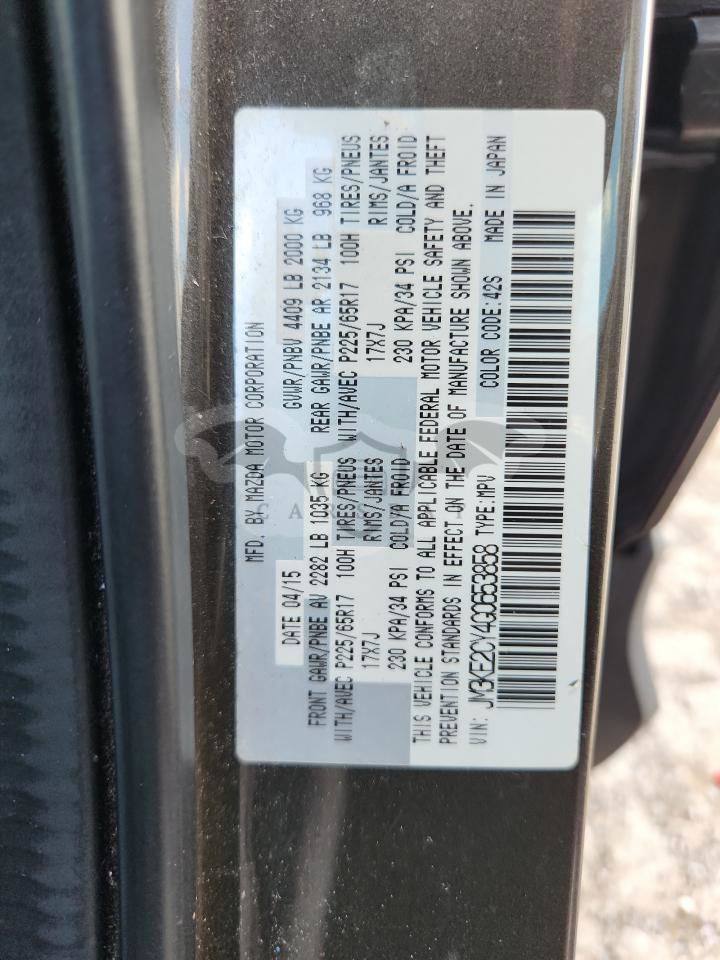 MFD. BY MAZDA MOTOR CORPORATION
DATE 04/15 GVWR/PNBV 4409 LB 2000 KG
FRONT GAWR/PNBE AV 2282 LB 1035 KG REAR GAWR/PNBE AR 2134 LB 968 KG
WITH/AVEC P225/65R17 100H TIRES/PNEUS WITH/AVEC P225/65R17 100H TIRES/PNEUS
17X7J RIMS/JANTES 17X7J RIMS/JANTES
230 KPA/34 PSI COLD/A FROID 230 KPA/34 PSI COLD/A FROID
THIS VEHICLE CONFORMS TO ALL APPLICABLE FEDERAL MOTOR VEHICLE SAFETY AND THEFT
PREVENTION STANDARDS IN EFFECT ON THE DATE OF MANUFACTURE SHOWN ABOVE.
VIN: JM3KE2CY4G0653858 TYPE:MPV COLOR CODE:42S MADE IN JAPAN